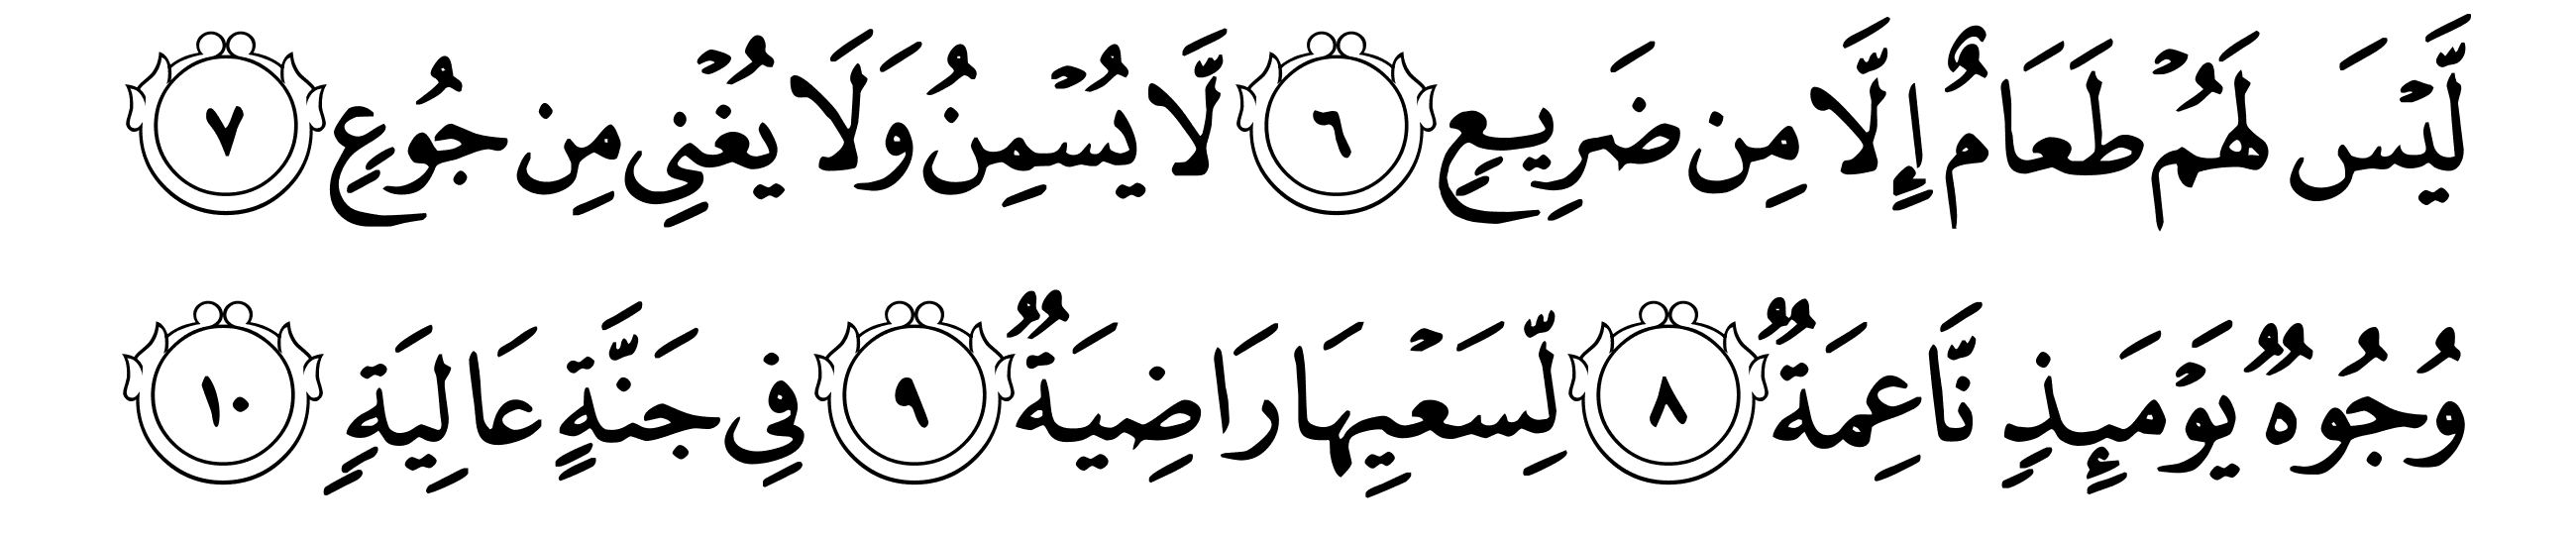 لَّيْسَ لَهُمْ طَعَامٌ إِلَّا مِن ضَرِيعٍ ٦ لَّا يُسْمِنُ وَلَا يُغْنِي مِن جُوعٍ ٧
وُجُوهٌ يَوْمَئِذٍ نَّاعِمَةٌ ٨ لِّسَعْيِهَا رَاضِيَةٌ ٩ فِي جَنَّةٍ عَالِيَةٍ ١٠